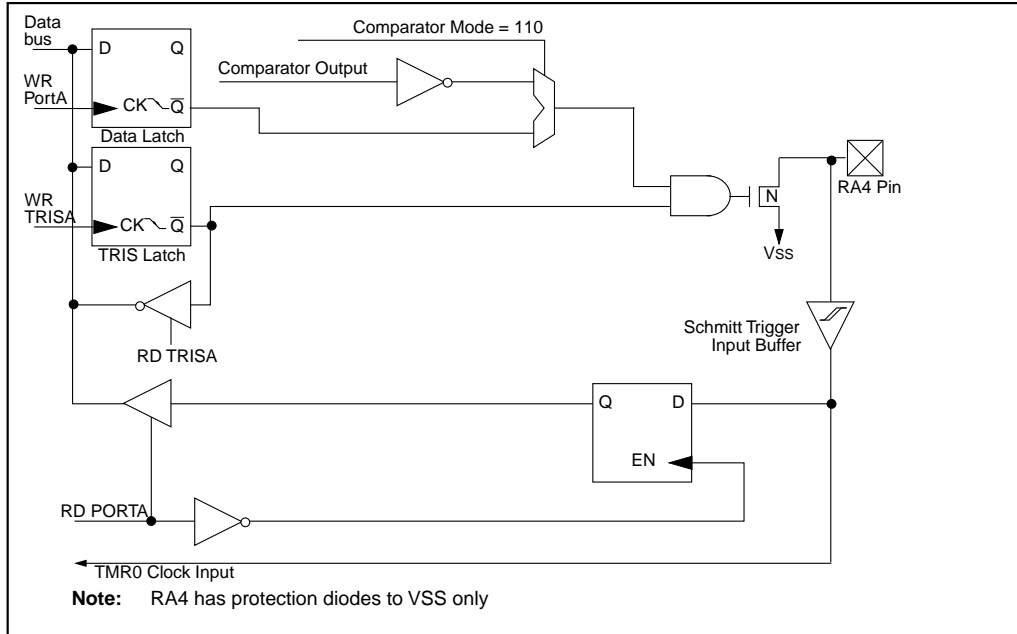 Data
bus
D Q
WR
PortA
CK Q
Data Latch
Comparator Mode = 110
Comparator Output
D Q
WR
TRISA
CK Q
TRIS Latch
RD TRISA
N
RA4 Pin
VSS
Schmitt Trigger
Input Buffer
Q D
EN
RD PORTA
TMR0 Clock Input
Note: RA4 has protection diodes to VSS only